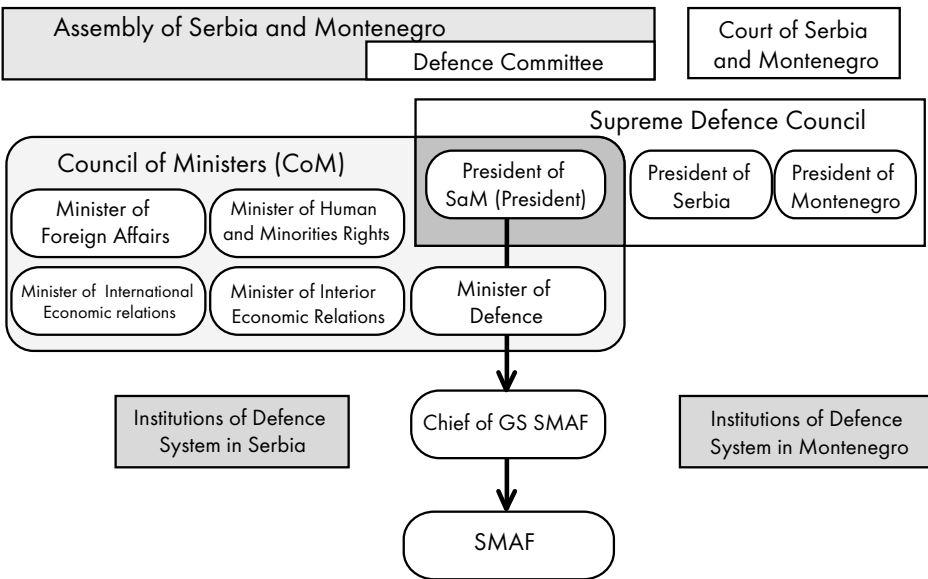 Assembly of Serbia and Montenegro
Defence Committee
Court of Serbia
and Montenegro
Supreme Defence Council
Council of Ministers (CoM)
President of
SaM (President)
President of
Serbia
President of
Montenegro
Minister of
Foreign Affairs
Minister of Human
and Minorities Rights
Minister of International
Economic relations
Minister of Interior
Economic Relations
Minister of
Defence
Institutions of Defence
System in Serbia
Chief of GS SMAF
Institutions of Defence
System in Montenegro
SMAF